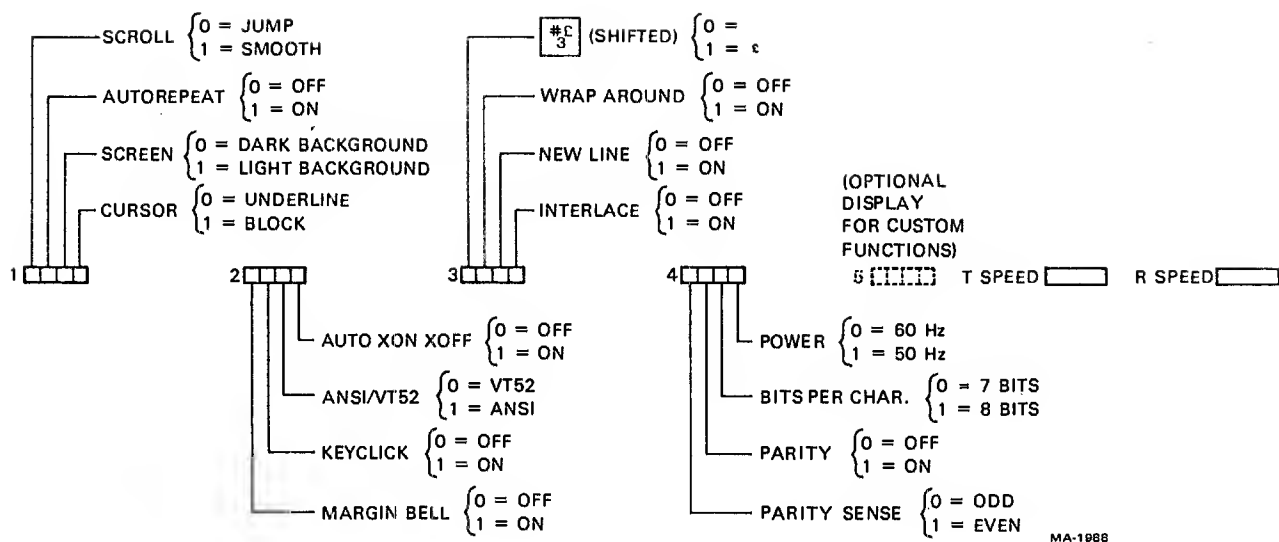 SCROLL 0 = JUMP
1 = SMOOTH
AUTOREPEAT 0 = OFF
1 = ON
SCREEN 0 = DARK BACKGROUND
1 = LIGHT BACKGROUND
CURSOR 0 = UNDERLINE
1 = BLOCK
1
#£
3
(SHIFTED) 0 =
1 = £
WRAP AROUND 0 = OFF
1 = ON
NEW LINE 0 = OFF
1 = ON
INTERLACE 0 = OFF
1 = ON
3
(OPTIONAL
DISPLAY
FOR CUSTOM
FUNCTIONS)
5 T SPEED R SPEED
2
AUTO XON XOFF 0 = OFF
1 = ON
ANSI/VT52 0 = VT52
1 = ANSI
KEYCLICK 0 = OFF
1 = ON
MARGIN BELL 0 = OFF
1 = ON
4
POWER 0 = 60 Hz
1 = 50 Hz
BITS PER CHAR. 0 = 7 BITS
1 = 8 BITS
PARITY 0 = OFF
1 = ON
PARITY SENSE 0 = ODD
1 = EVEN
MA-1988